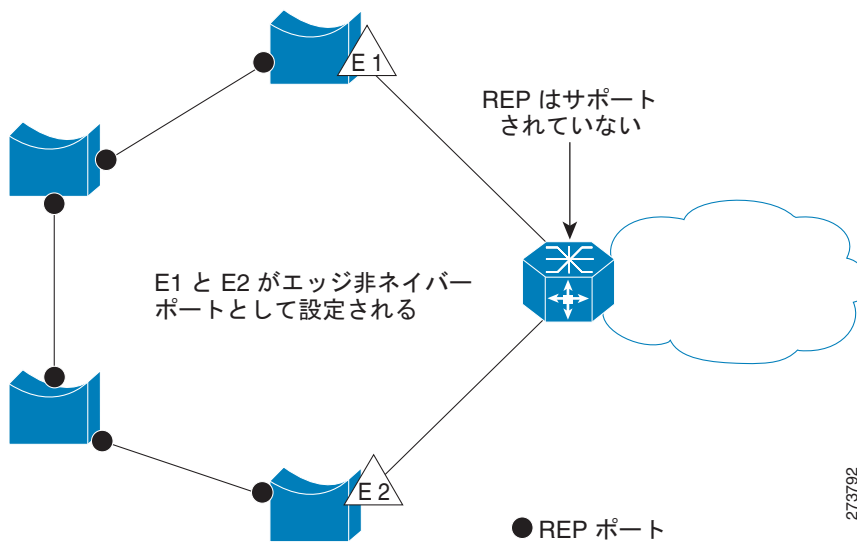 E 1
REP はサポート
されていない
E1 と E2 がエッジ非ネイバー
ポートとして設定される
E 2
REP ポート
273792